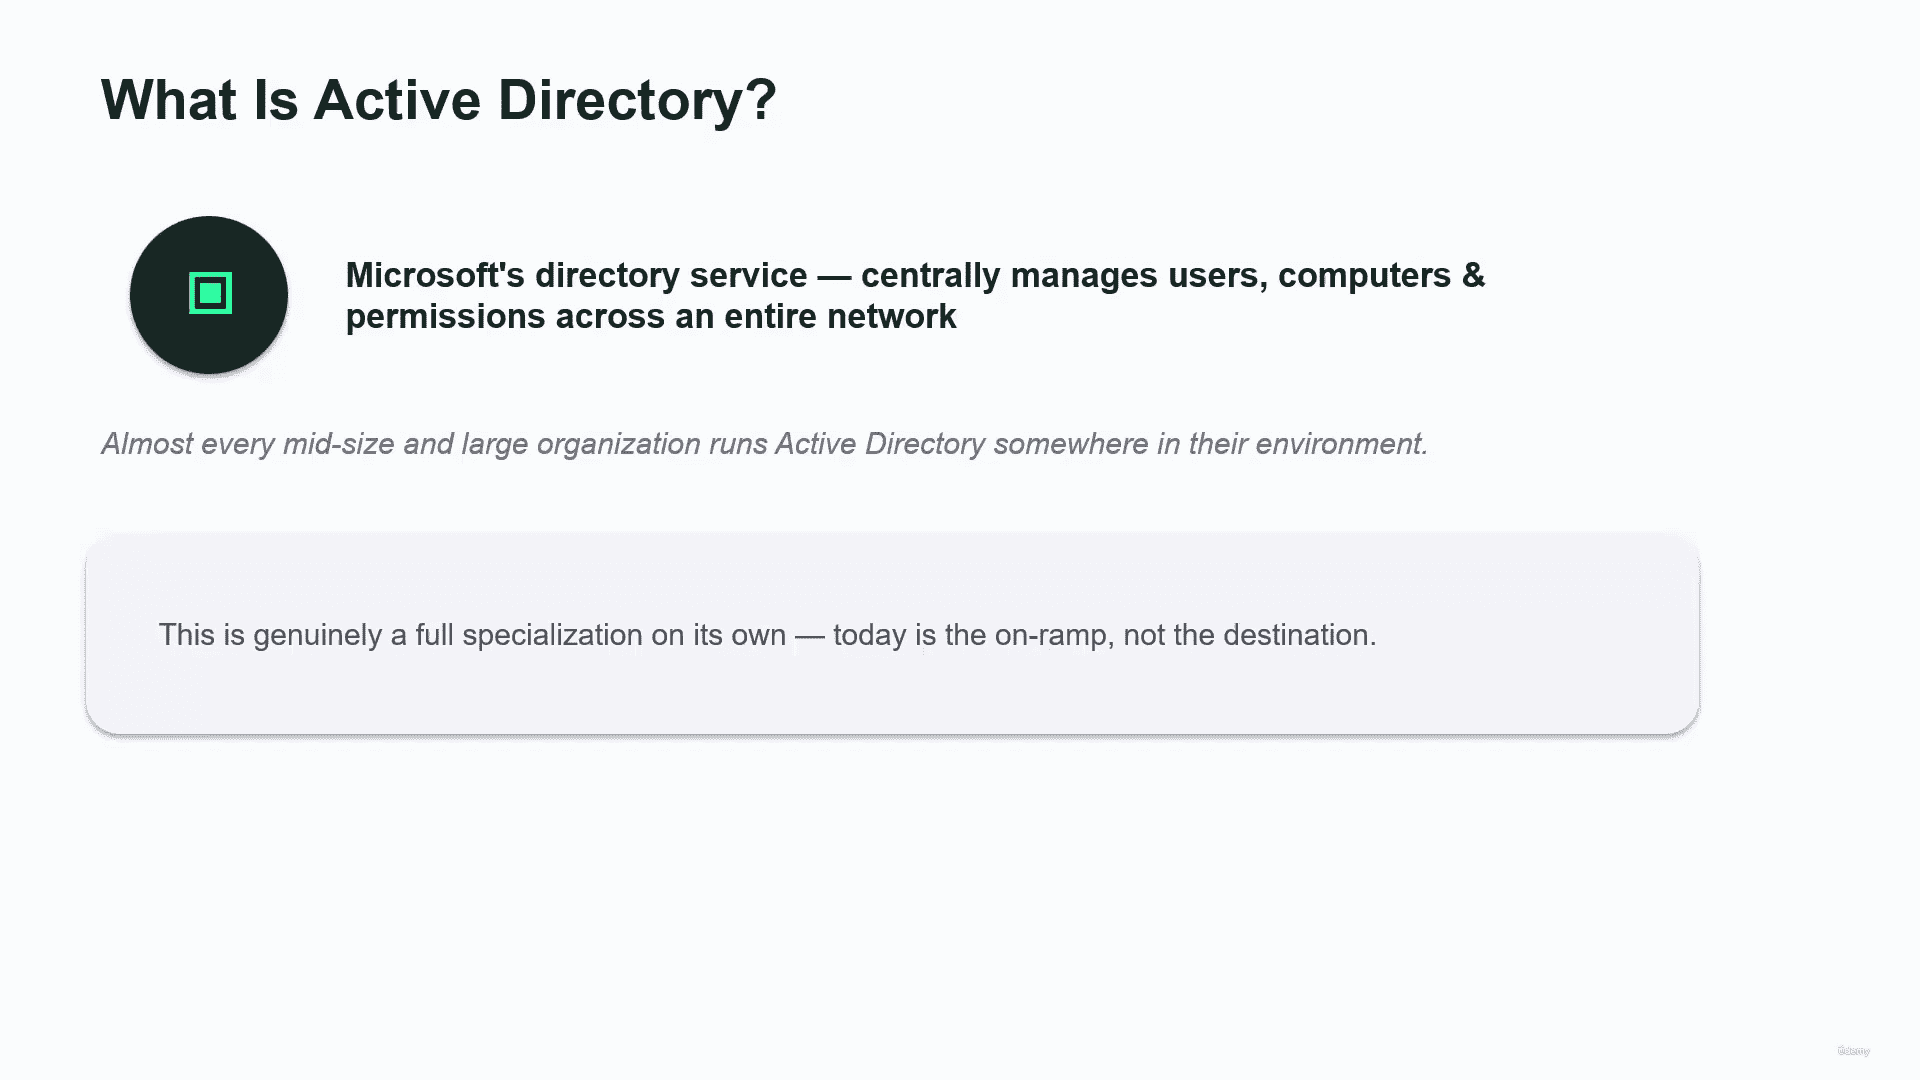 What Is Active Directory?
Microsoft's directory service — centrally manages users, computers &
permissions across an entire network
Almost every mid-size and large organization runs Active Directory somewhere in their environment.
This is genuinely a full specialization on its own — today is the on-ramp, not the destination.